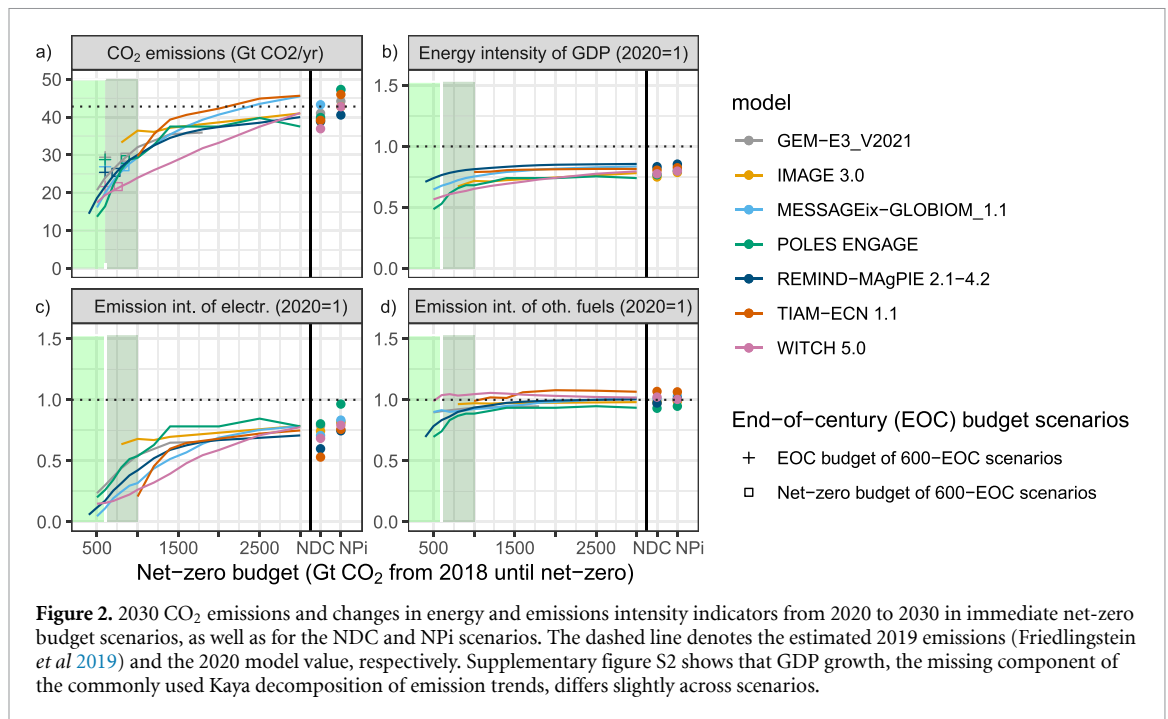 a)
CO₂ emissions (Gt CO2/yr)
50
40
30
20
10
0
b)
Energy intensity of GDP (2020=1)
1.5
1.0
0.5
0.0
c)
Emission int. of electr. (2020=1)
1.5
1.0
0.5
0.0
500
1500
2500
NDC
NPi
d)
Emission int. of oth. fuels (2020=1)
1.5
1.0
0.5
0.0
500
1500
2500
NDC
NPi
Net−zero budget (Gt CO₂ from 2018 until net−zero)
model
GEM−E3_V2021
IMAGE 3.0
MESSAGEix−GLOBIOM_1.1
POLES ENGAGE
REMIND−MAgPIE 2.1−4.2
TIAM−ECN 1.1
WITCH 5.0
End−of−century (EOC) budget scenarios
EOC budget of 600−EOC scenarios
Net−zero budget of 600−EOC scenarios
Figure 2. 2030 CO₂ emissions and changes in energy and emissions intensity indicators from 2020 to 2030 in immediate net-zero
budget scenarios, as well as for the NDC and NPi scenarios. The dashed line denotes the estimated 2019 emissions (Friedlingstein
et al 2019) and the 2020 model value, respectively. Supplementary figure S2 shows that GDP growth, the missing component of
the commonly used Kaya decomposition of emission trends, differs slightly across scenarios.